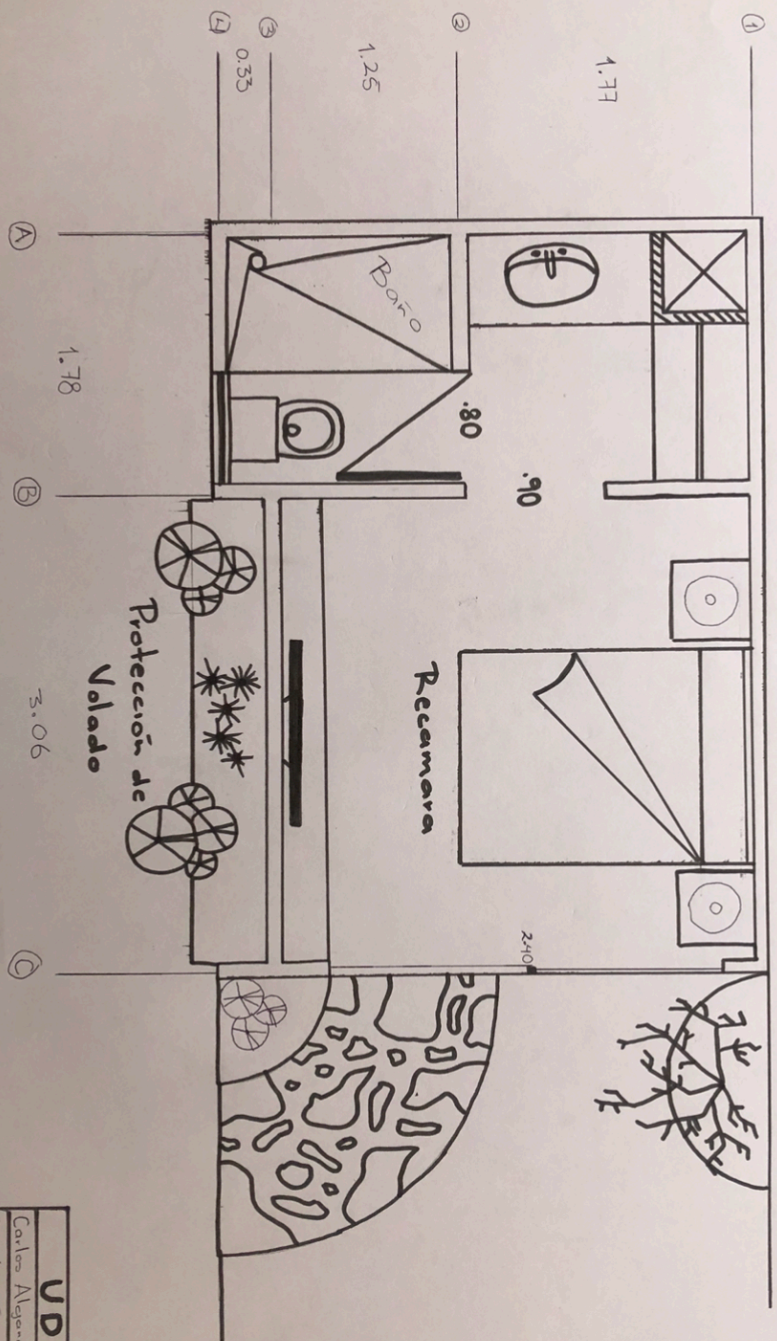 1
2
3
4
1.77
1.25
0.33
A
B
C
1.78
3.06
Baño
.80
.90
Recamara
2.40
Protección de
Volado
UD
Carlos